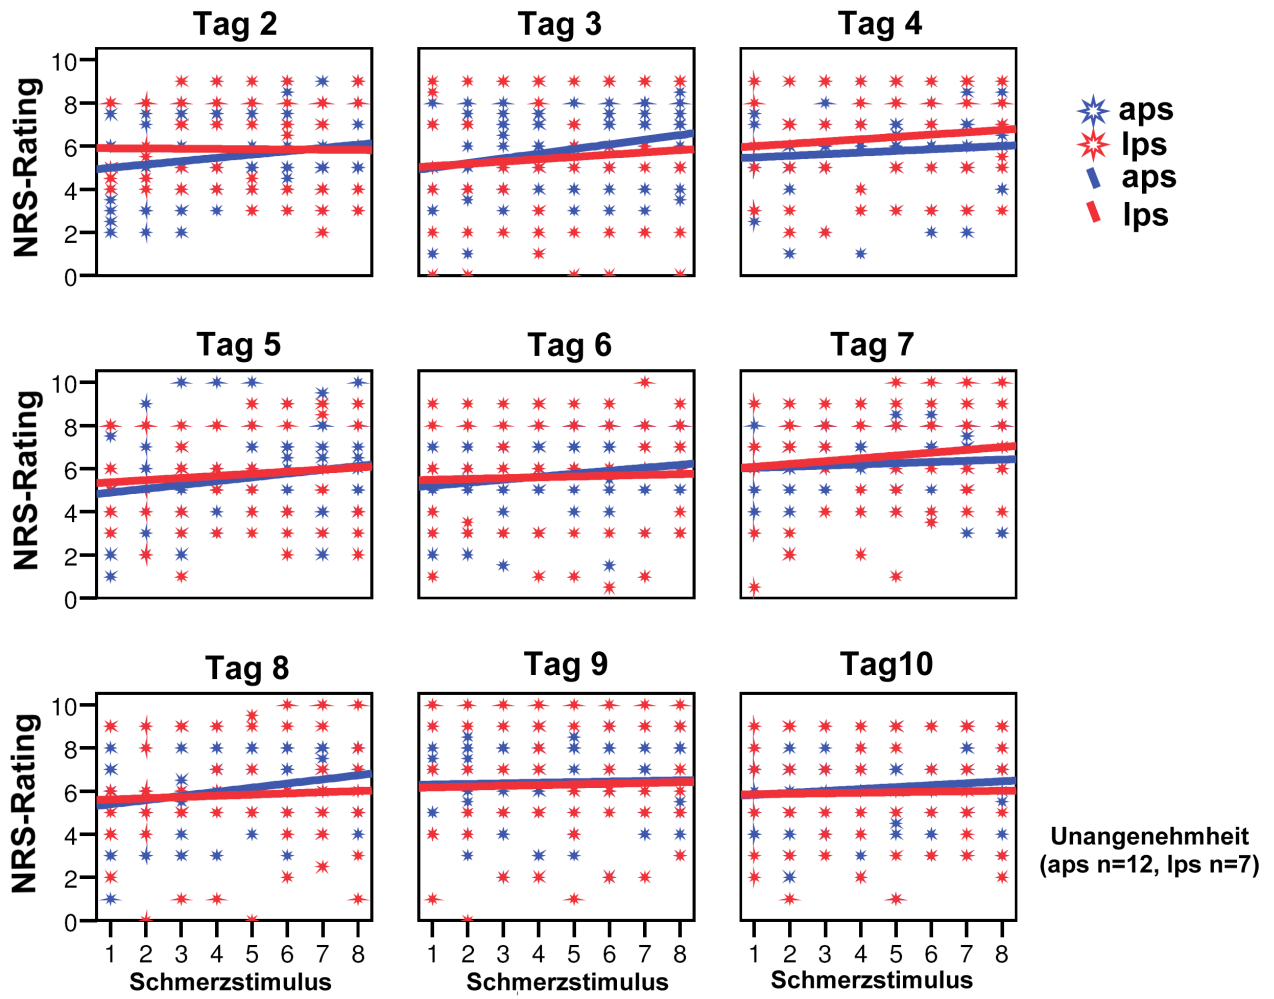 Tag 2
Tag 3
Tag 4
NRS-Rating
10
8
6
4
2
0
aps
lps
aps
lps
Tag 5
Tag 6
Tag 7
NRS-Rating
10
8
6
4
2
0
Tag 8
Tag 9
Tag10
NRS-Rating
10
8
6
4
2
0
1 2 3 4 5 6 7 8
1 2 3 4 5 6 7 8
1 2 3 4 5 6 7 8
Schmerzstimulus
Schmerzstimulus
Schmerzstimulus
Unangenehmheit
(aps n=12, lps n=7)